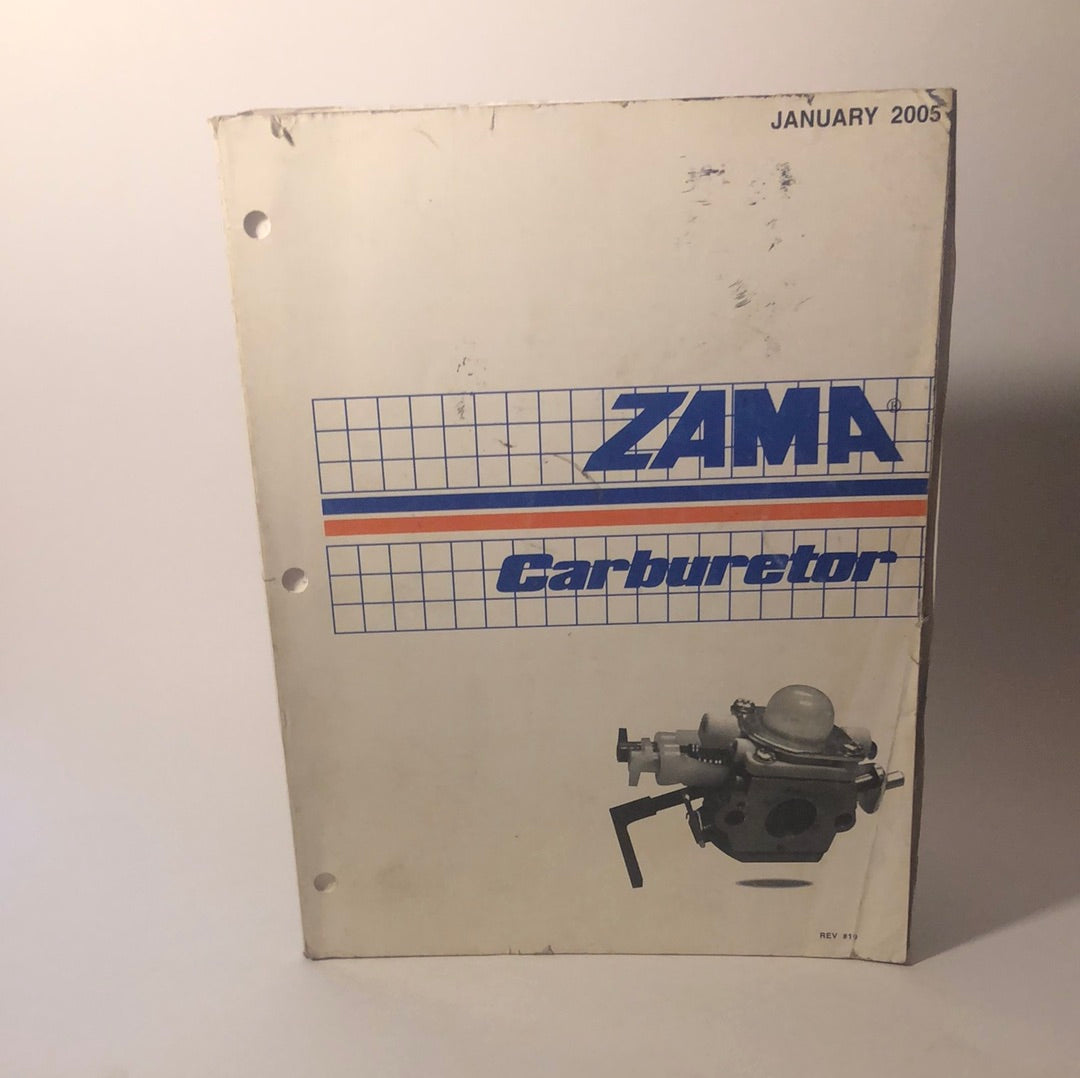 JANUARY 2005
ZAMA®
Carburetor
REV #19